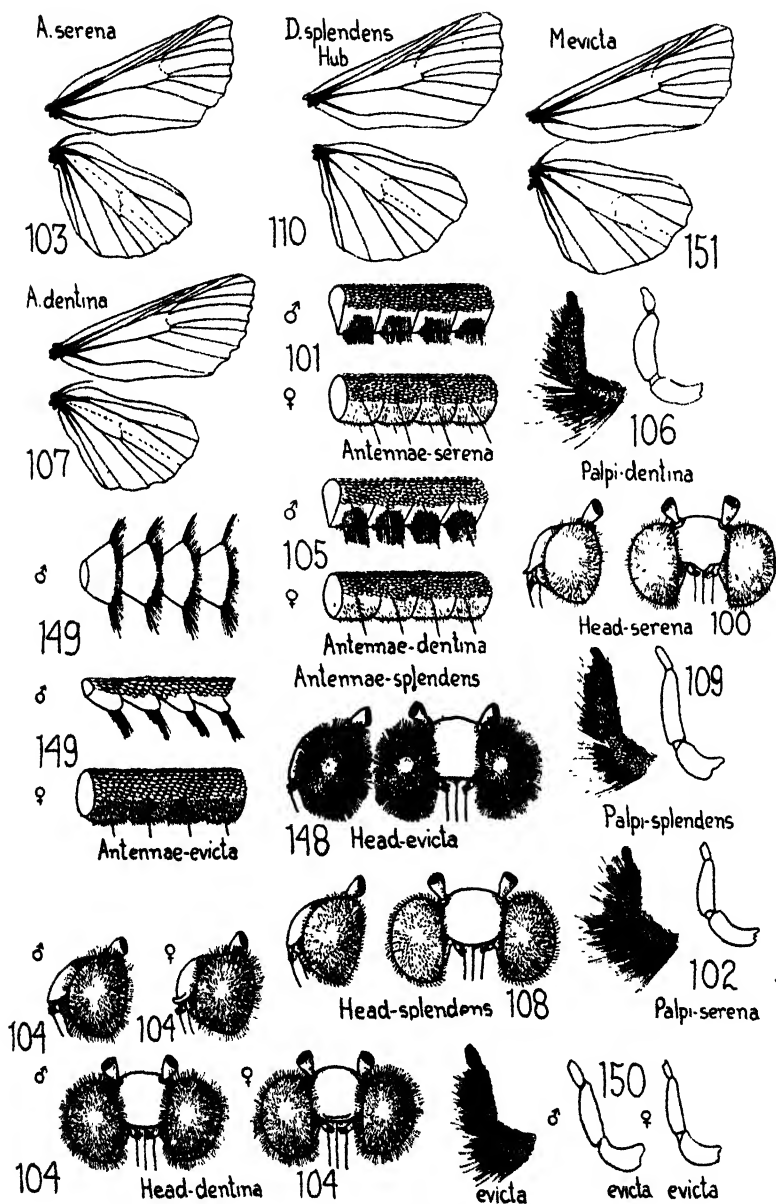 A. serena
103
D. splendens
Hub
110
M evicta
151
A. dentina
107
♂
101
♀
Antennae-serena
♂
105
♀
Antennae-dentina
Antennae-splendens
106
Palpi-dentina
Head-serena 100
♂
149
♂
149
♀
Antennae-evicta
148 Head-evicta
109
Palpi-splendens
♂ ♀
104 104
Head-splendens 108
102
Palpi-serena
♂ ♀
104 Head-dentina 104
150
♂ ♀
evicta evicta evicta